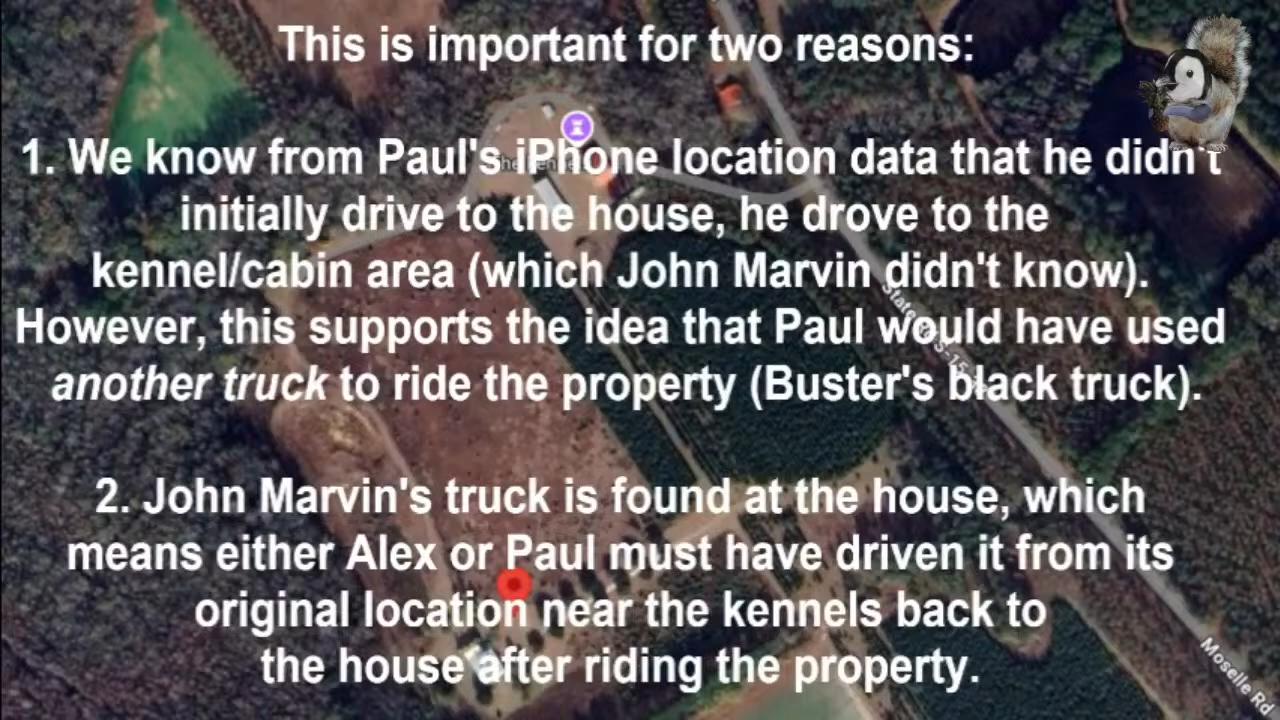 This is important for two reasons:
1. We know from Paul's iPhone location data that he didn't
initially drive to the house, he drove to the
kennel/cabin area (which John Marvin didn't know).
However, this supports the idea that Paul would have used
another truck to ride the property (Buster's black truck).
2. John Marvin's truck is found at the house, which
means either Alex or Paul must have driven it from its
original location near the kennels back to
the house after riding the property.
Moselle Rd